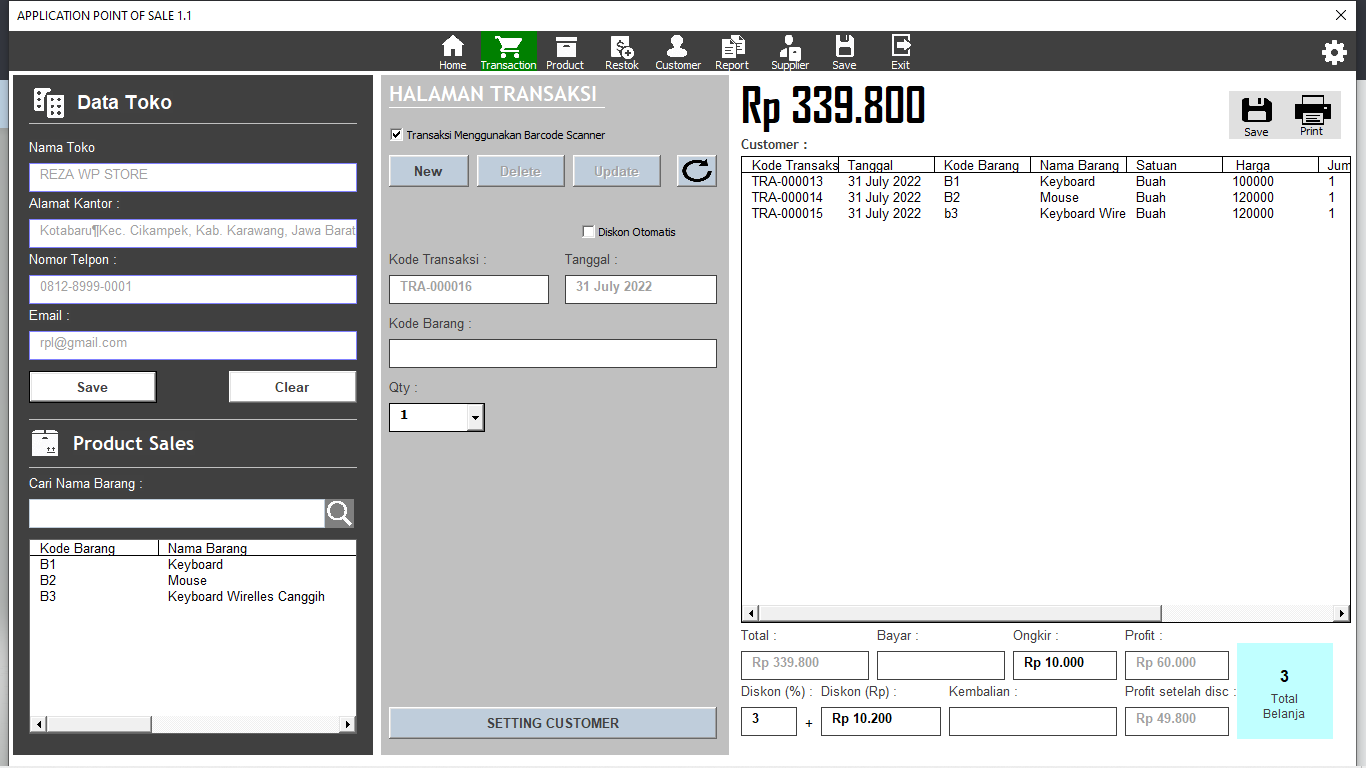 APPLICATION POINT OF SALE 1.1
Home Transaction Product Restok Customer Report Supplier Save Exit
Data Toko
Nama Toko
REZA WP STORE
Alamat Kantor :
Kotabaru¶Kec. Cikampek, Kab. Karawang, Jawa Barat
Nomor Telpon :
0812-8999-0001
Email :
rpl@gmail.com
Save Clear
Product Sales
Cari Nama Barang :
Kode Barang Nama Barang
B1 Keyboard
B2 Mouse
B3 Keyboard Wirelles Canggih
HALAMAN TRANSAKSI
Transaksi Menggunakan Barcode Scanner
New Delete Update
Diskon Otomatis
Kode Transaksi : Tanggal :
TRA-000016 31 July 2022
Kode Barang :
Qty :
1
SETTING CUSTOMER
Rp 339.800
Save Print
Customer :
Kode Transaks Tanggal Kode Barang Nama Barang Satuan Harga Jum
TRA-000013 31 July 2022 B1 Keyboard Buah 100000 1
TRA-000014 31 July 2022 B2 Mouse Buah 120000 1
TRA-000015 31 July 2022 b3 Keyboard Wire Buah 120000 1
Total : Bayar : Ongkir : Profit :
Rp 339.800 Rp 10.000 Rp 60.000
Diskon (%) : Diskon (Rp) : Kembalian : Profit setelah disc :
3 + Rp 10.200 Rp 49.800
3
Total
Belanja